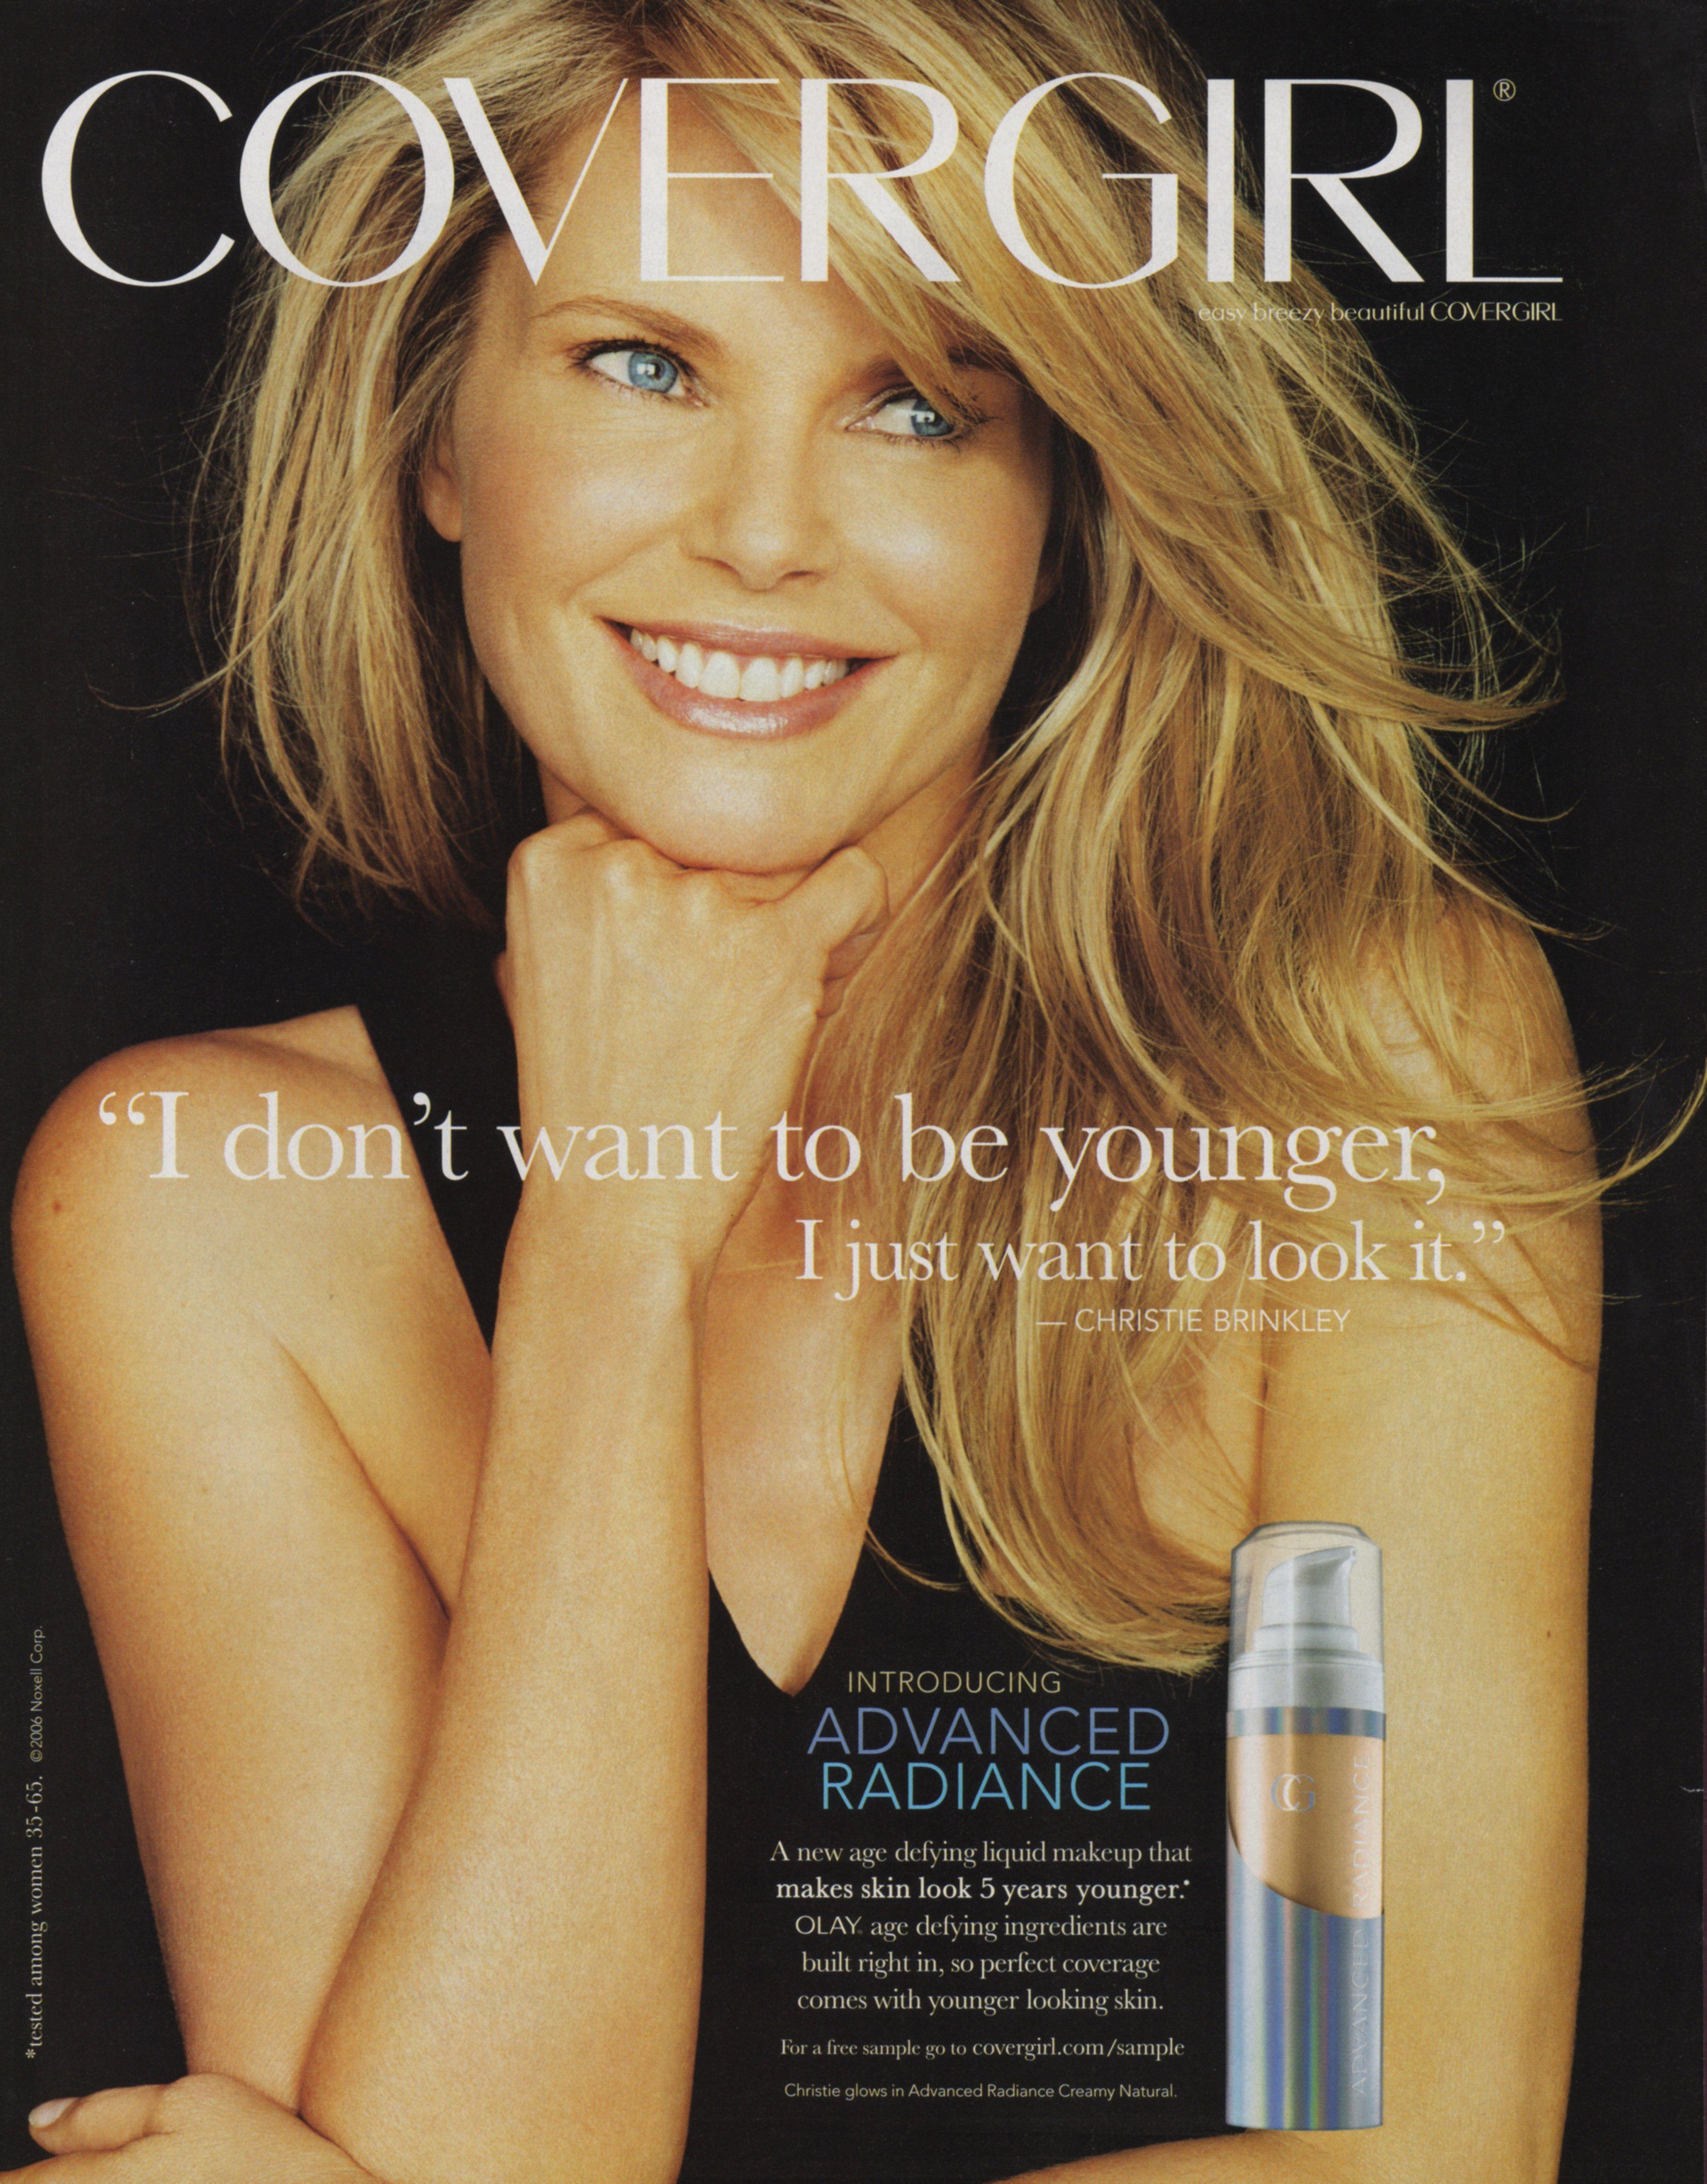 COVERGIRL®
easy breezy beautiful COVERGIRL
“I don't want to be younger,
I just want to look it.”
— CHRISTIE BRINKLEY
INTRODUCING
ADVANCED
RADIANCE
A new age defying liquid makeup that
makes skin look 5 years younger.*
OLAY® age defying ingredients are
built right in, so perfect coverage
comes with younger looking skin.
For a free sample go to covergirl.com/sample
Christie glows in Advanced Radiance Creamy Natural.
CG
ADVANCED RADIANCE
*tested among women 35-65. ©2006 Noxell Corp.